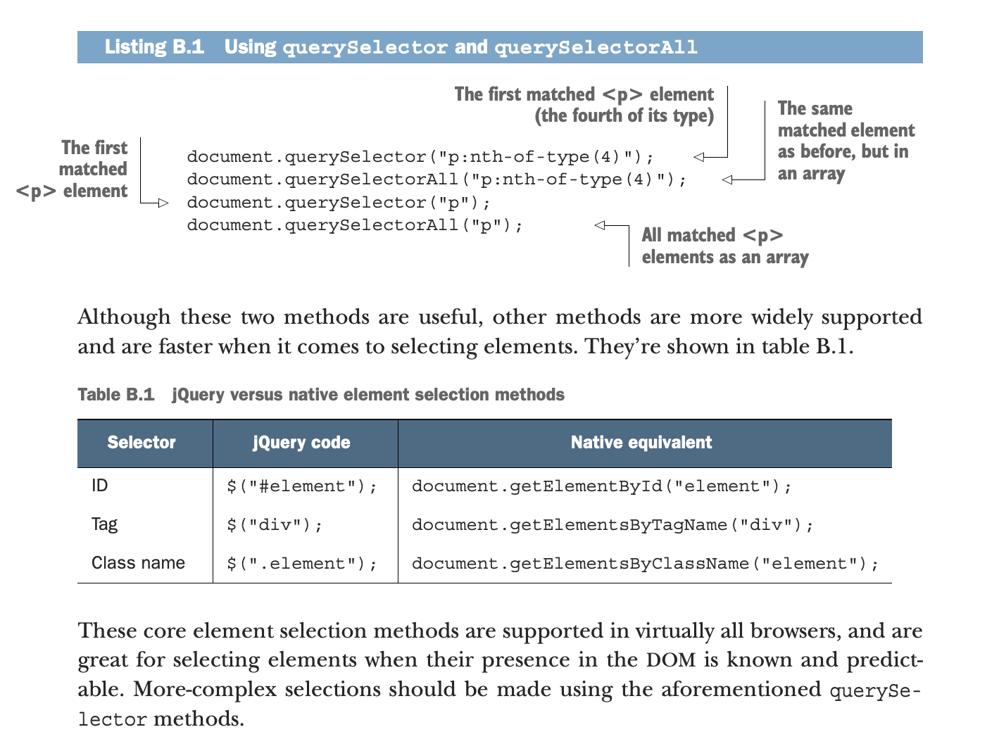 Listing B.1 Using querySelector and querySelectorAll
The first matched <p> element
(the fourth of its type)
The same
matched element
as before, but in
an array
The first
matched
<p> element
document.querySelector("p:nth-of-type(4)");
document.querySelectorAll("p:nth-of-type(4)");
document.querySelector("p");
document.querySelectorAll("p");
All matched <p>
elements as an array
Although these two methods are useful, other methods are more widely supported
and are faster when it comes to selecting elements. They’re shown in table B.1.
Table B.1 jQuery versus native element selection methods
Selector jQuery code Native equivalent
ID $("#element"); document.getElementById("element");
Tag $("div"); document.getElementsByTagName("div");
Class name $(".element"); document.getElementsByClassName("element");
These core element selection methods are supported in virtually all browsers, and are
great for selecting elements when their presence in the DOM is known and predict-
able. More-complex selections should be made using the aforementioned querySe-
lector methods.